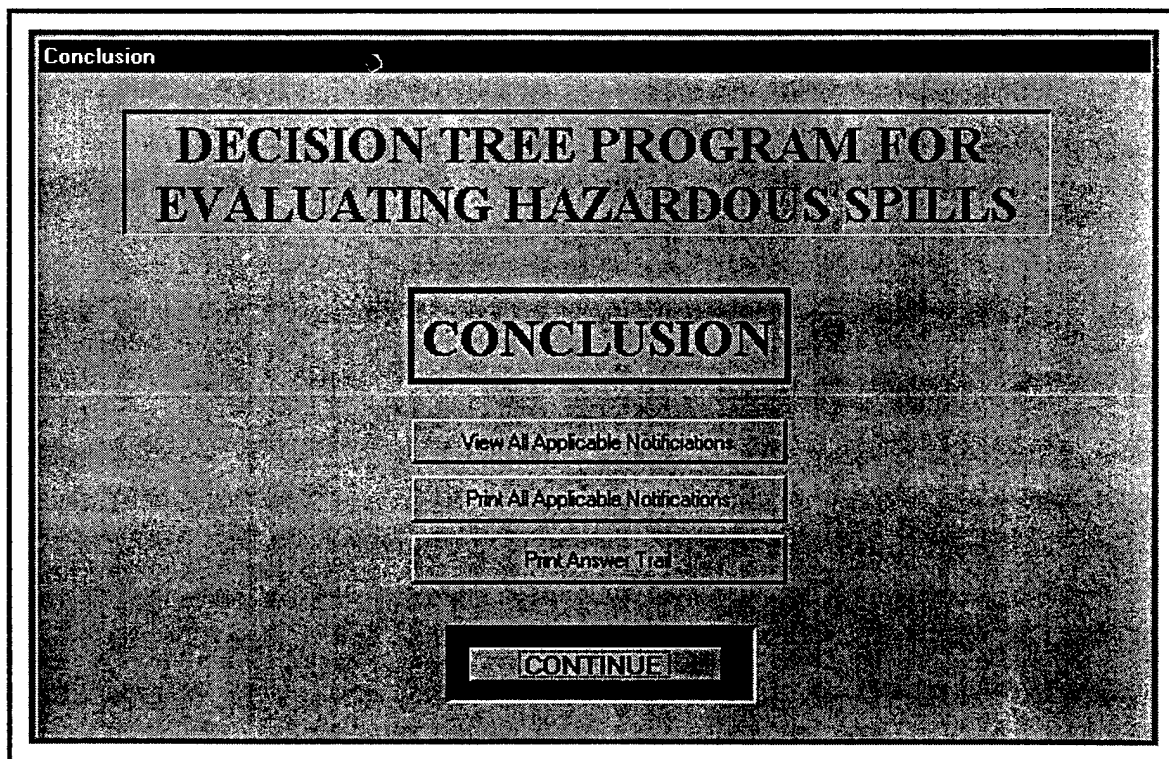 Conclusion
DECISION TREE PROGRAM FOR
EVALUATING HAZARDOUS SPILLS
CONCLUSION
View All Applicable Notificiations
Print All Applicable Notifications
Print Answer Trail
CONTINUE